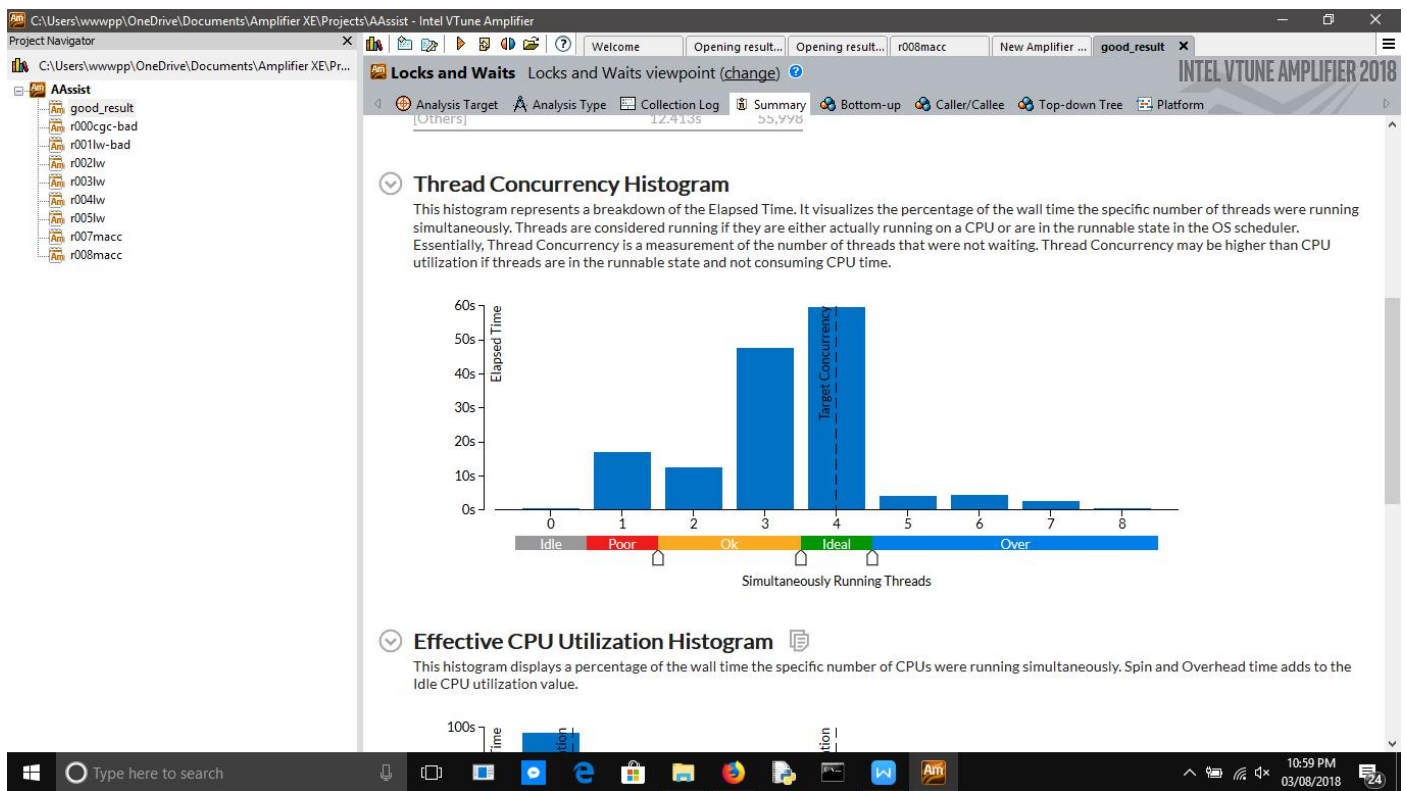 C:\Users\wwwpp\OneDrive\Documents\Amplifier XE\Projects\AAssist - Intel VTune Amplifier
Project Navigator
C:\Users\wwwpp\OneDrive\Documents\Amplifier XE\Pr...
AAssist
good_result
r000cgc-bad
r001lw-bad
r002lw
r003lw
r004lw
r005lw
r007macc
r008macc
Welcome
Opening result...
Opening result...
r008macc
New Amplifier ...
good_result
Locks and Waits Locks and Waits viewpoint (change) ?
INTEL VTUNE AMPLIFIER 2018
Analysis Target
Analysis Type
Collection Log
Summary
Bottom-up
Caller/Callee
Top-down Tree
Platform
[Others] 12.413s 55,998
Thread Concurrency Histogram
This histogram represents a breakdown of the Elapsed Time. It visualizes the percentage of the wall time the specific number of threads were running
simultaneously. Threads are considered running if they are either actually running on a CPU or are in the runnable state in the OS scheduler.
Essentially, Thread Concurrency is a measurement of the number of threads that were not waiting. Thread Concurrency may be higher than CPU
utilization if threads are in the runnable state and not consuming CPU time.
60s
50s
40s
30s
20s
10s
0s
Elapsed Time
Target Concurrency
0 1 2 3 4 5 6 7 8
Idle Poor Ok Ideal Over
Simultaneously Running Threads
Effective CPU Utilization Histogram
This histogram displays a percentage of the wall time the specific number of CPUs were running simultaneously. Spin and Overhead time adds to the
Idle CPU utilization value.
100s
Type here to search
Am
10:59 PM
03/08/2018
24